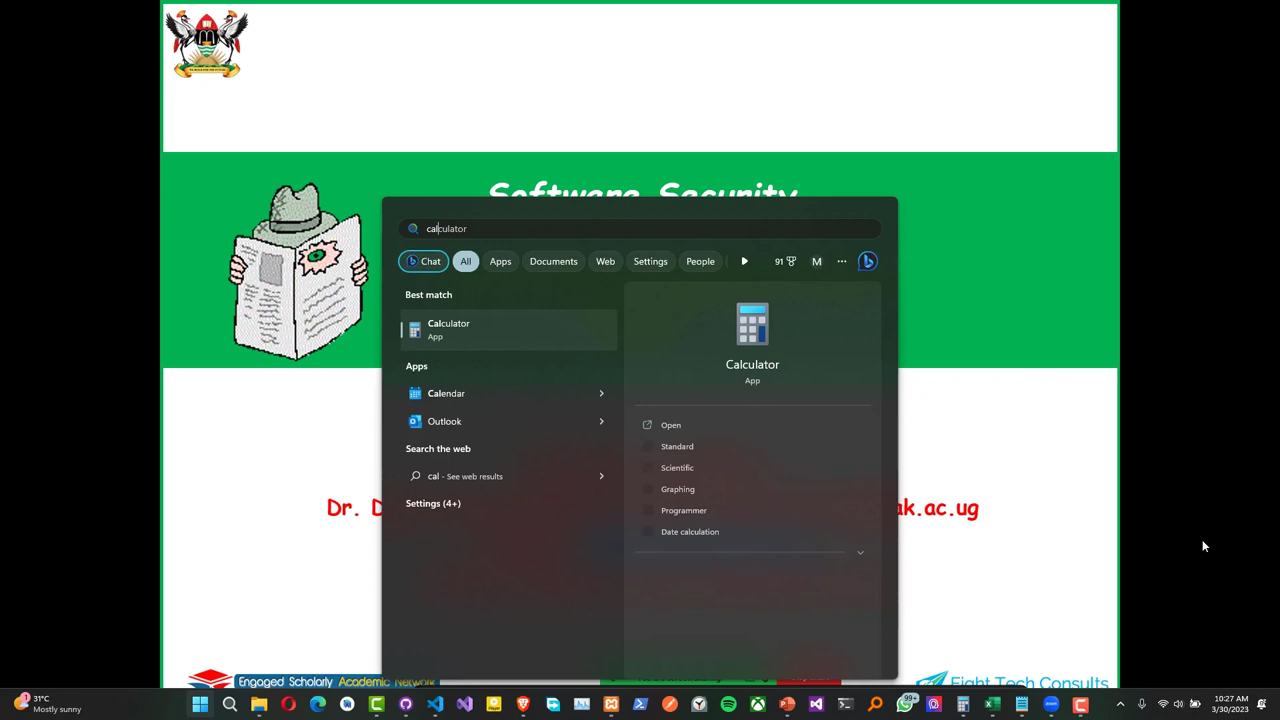 Software Security
calculator
Chat
All
Apps
Documents
Web
Settings
People
91
M
Best match
Calculator
App
Apps
Calendar
Outlook
Search the web
cal - See web results
Settings (4+)
Calculator
App
Open
Standard
Scientific
Graphing
Programmer
Date calculation
Dr. D
ak.ac.ug
Engaged Scholarly Academic Network
Eight Tech Consults
1
31°C
Mostly sunny
99+
10:27 AM
3/30/2023